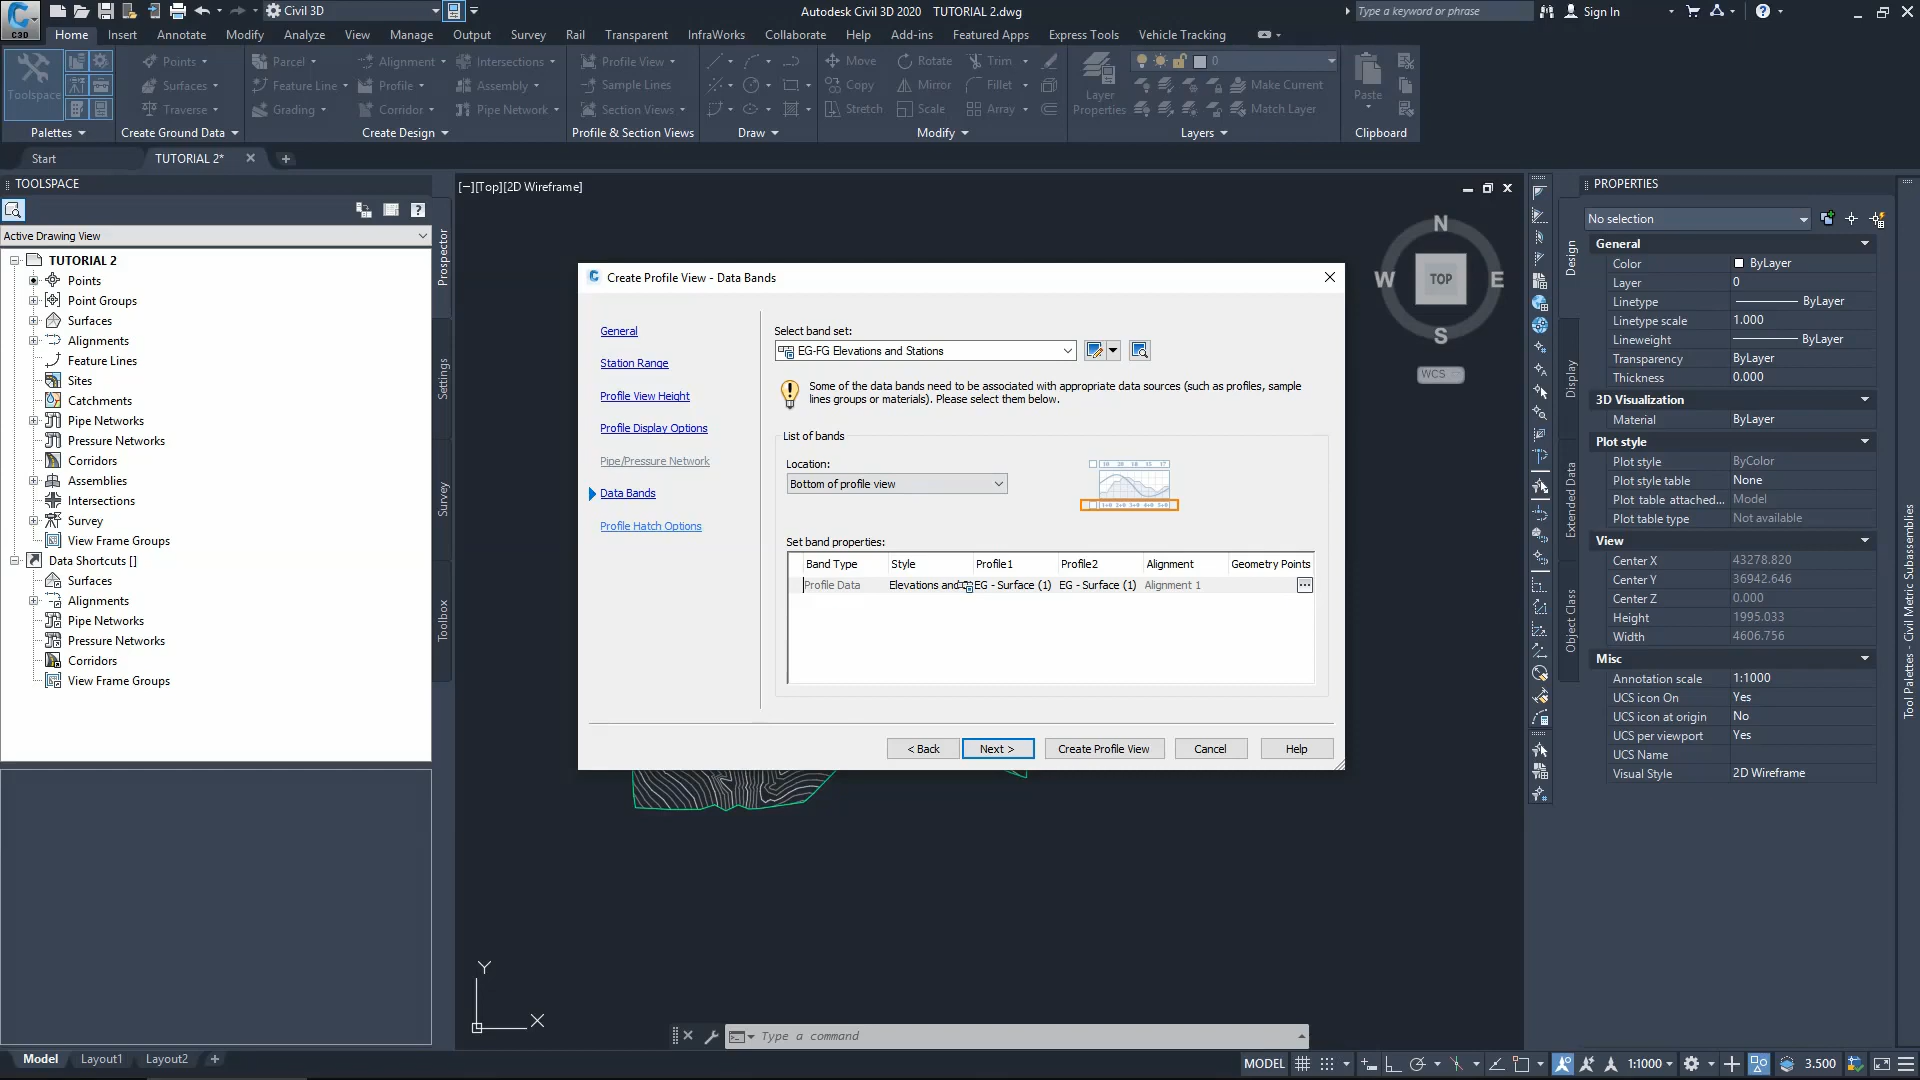 Civil 3D
Autodesk Civil 3D 2020 TUTORIAL 2.dwg
Type a keyword or phrase
Sign In
C3D
Home Insert Annotate Modify Analyze View Manage Output Survey Rail Transparent InfraWorks Collaborate Help Add-ins Featured Apps Express Tools Vehicle Tracking
Toolspace
Points
Surfaces
Traverse
Parcel
Feature Line
Grading
Alignment
Profile
Corridor
Intersections
Assembly
Pipe Network
Profile View
Sample Lines
Section Views
Move
Copy
Stretch
Rotate
Mirror
Scale
Trim
Fillet
Array
Layer
Properties
0
Make Current
Match Layer
Paste
Palettes
Create Ground Data
Create Design
Profile & Section Views
Draw
Modify
Layers
Clipboard
Start
TUTORIAL 2*
TOOLSPACE
Active Drawing View
TUTORIAL 2
Points
Point Groups
Surfaces
Alignments
Feature Lines
Sites
Catchments
Pipe Networks
Pressure Networks
Corridors
Assemblies
Intersections
Survey
View Frame Groups
Data Shortcuts []
Surfaces
Alignments
Pipe Networks
Pressure Networks
Corridors
View Frame Groups
Prospector
Settings
Survey
Toolbox
[−][Top][2D Wireframe]
N
W
TOP
E
S
WCS
Create Profile View - Data Bands
General
Station Range
Profile View Height
Profile Display Options
Pipe/Pressure Network
Data Bands
Profile Hatch Options
Select band set:
EG-FG Elevations and Stations
Some of the data bands need to be associated with appropriate data sources (such as profiles, sample
lines groups or materials). Please select them below.
List of bands
Location:
Bottom of profile view
Set band properties:
Band Type Style Profile1 Profile2 Alignment Geometry Points
Profile Data Elevations and EG - Surface (1) EG - Surface (1) Alignment 1
< Back
Next >
Create Profile View
Cancel
Help
Y
X
Type a command
Model Layout1 Layout2
MODEL
1:1000
3.500
PROPERTIES
No selection
General
Color ByLayer
Layer 0
Linetype ByLayer
Linetype scale 1.000
Lineweight ByLayer
Transparency ByLayer
Thickness 0.000
3D Visualization
Material ByLayer
Plot style
Plot style ByColor
Plot style table None
Plot table attached... Model
Plot table type Not available
View
Center X 43278.820
Center Y 36942.646
Center Z 0.000
Height 1995.033
Width 4606.756
Misc
Annotation scale 1:1000
UCS icon On Yes
UCS icon at origin No
UCS per viewport Yes
UCS Name
Visual Style 2D Wireframe
Design
Display
Extended Data
Object Class
Tool Palettes - Civil Metric Subassemblies